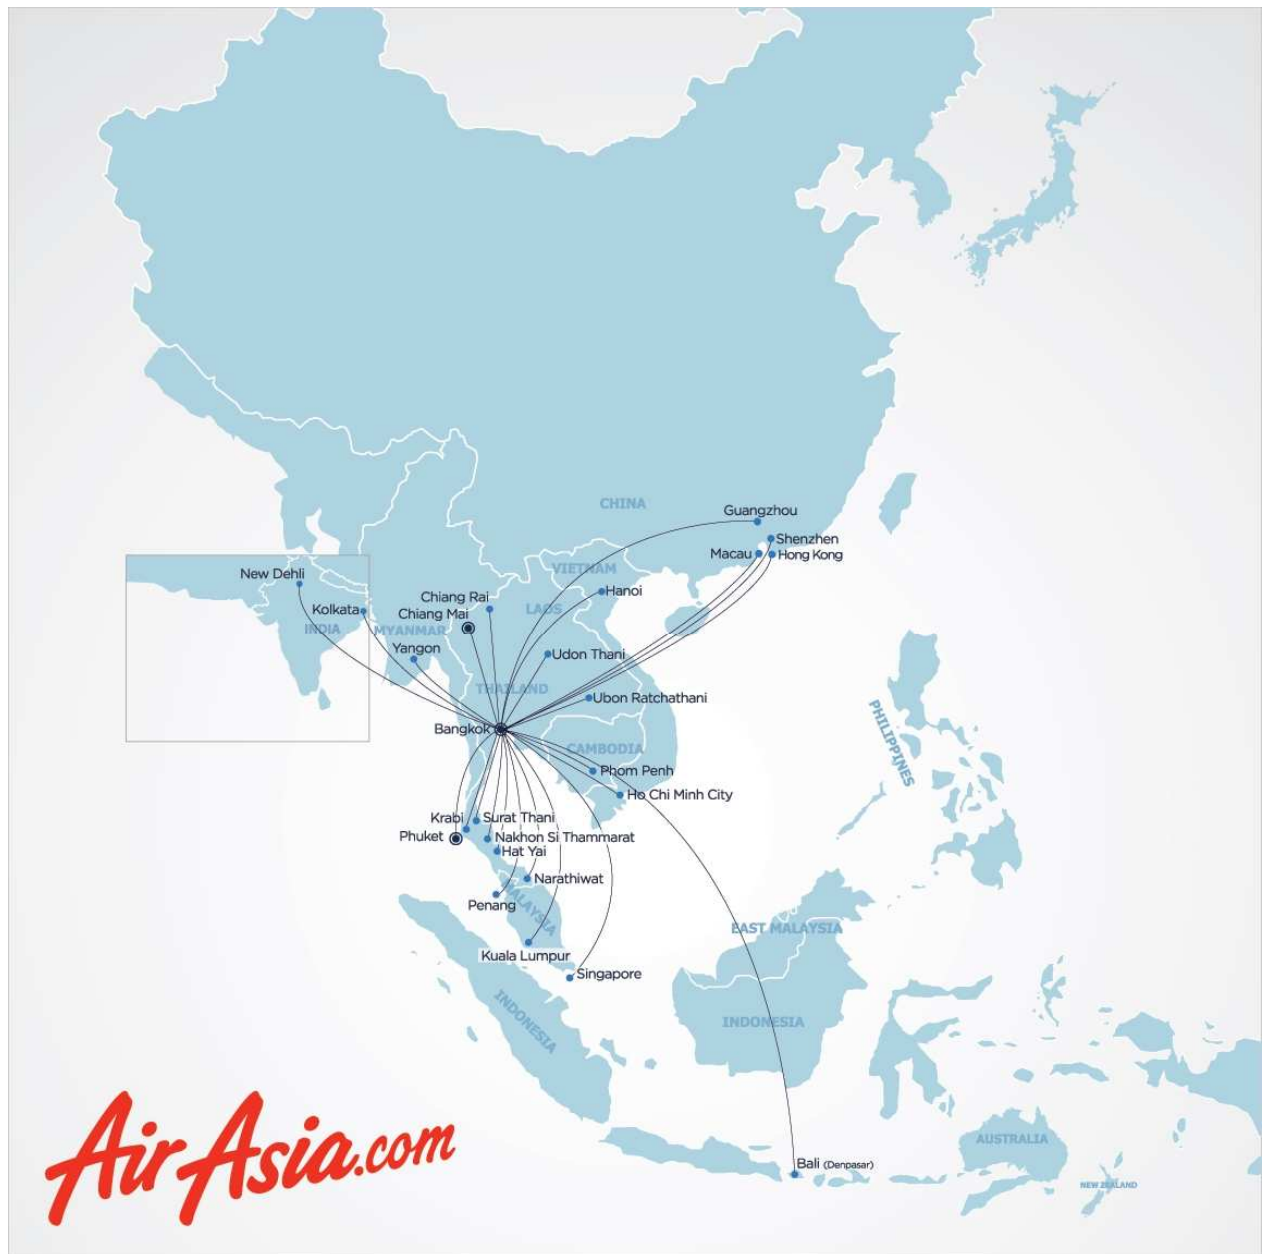 CHINA
Guangzhou
Shenzhen
Macau
Hong Kong
VIETNAM
New Dehli
Hanoi
Chiang Rai
Kolkata
LAOS
Chiang Mai
INDIA
MYANMAR
Yangon
Udon Thani
THAILAND
Ubon Ratchathani
Bangkok
CAMBODIA
PHILIPPINES
Phom Penh
Ho Chi Minh City
Krabi
Surat Thani
Phuket
Nakhon Si Thammarat
Hat Yai
Narathiwat
Penang
MALAYSIA
EAST MALAYSIA
Kuala Lumpur
Singapore
INDONESIA
INDONESIA
AirAsia.com
AUSTRALIA
Bali (Denpasar)
NEW ZEALAND